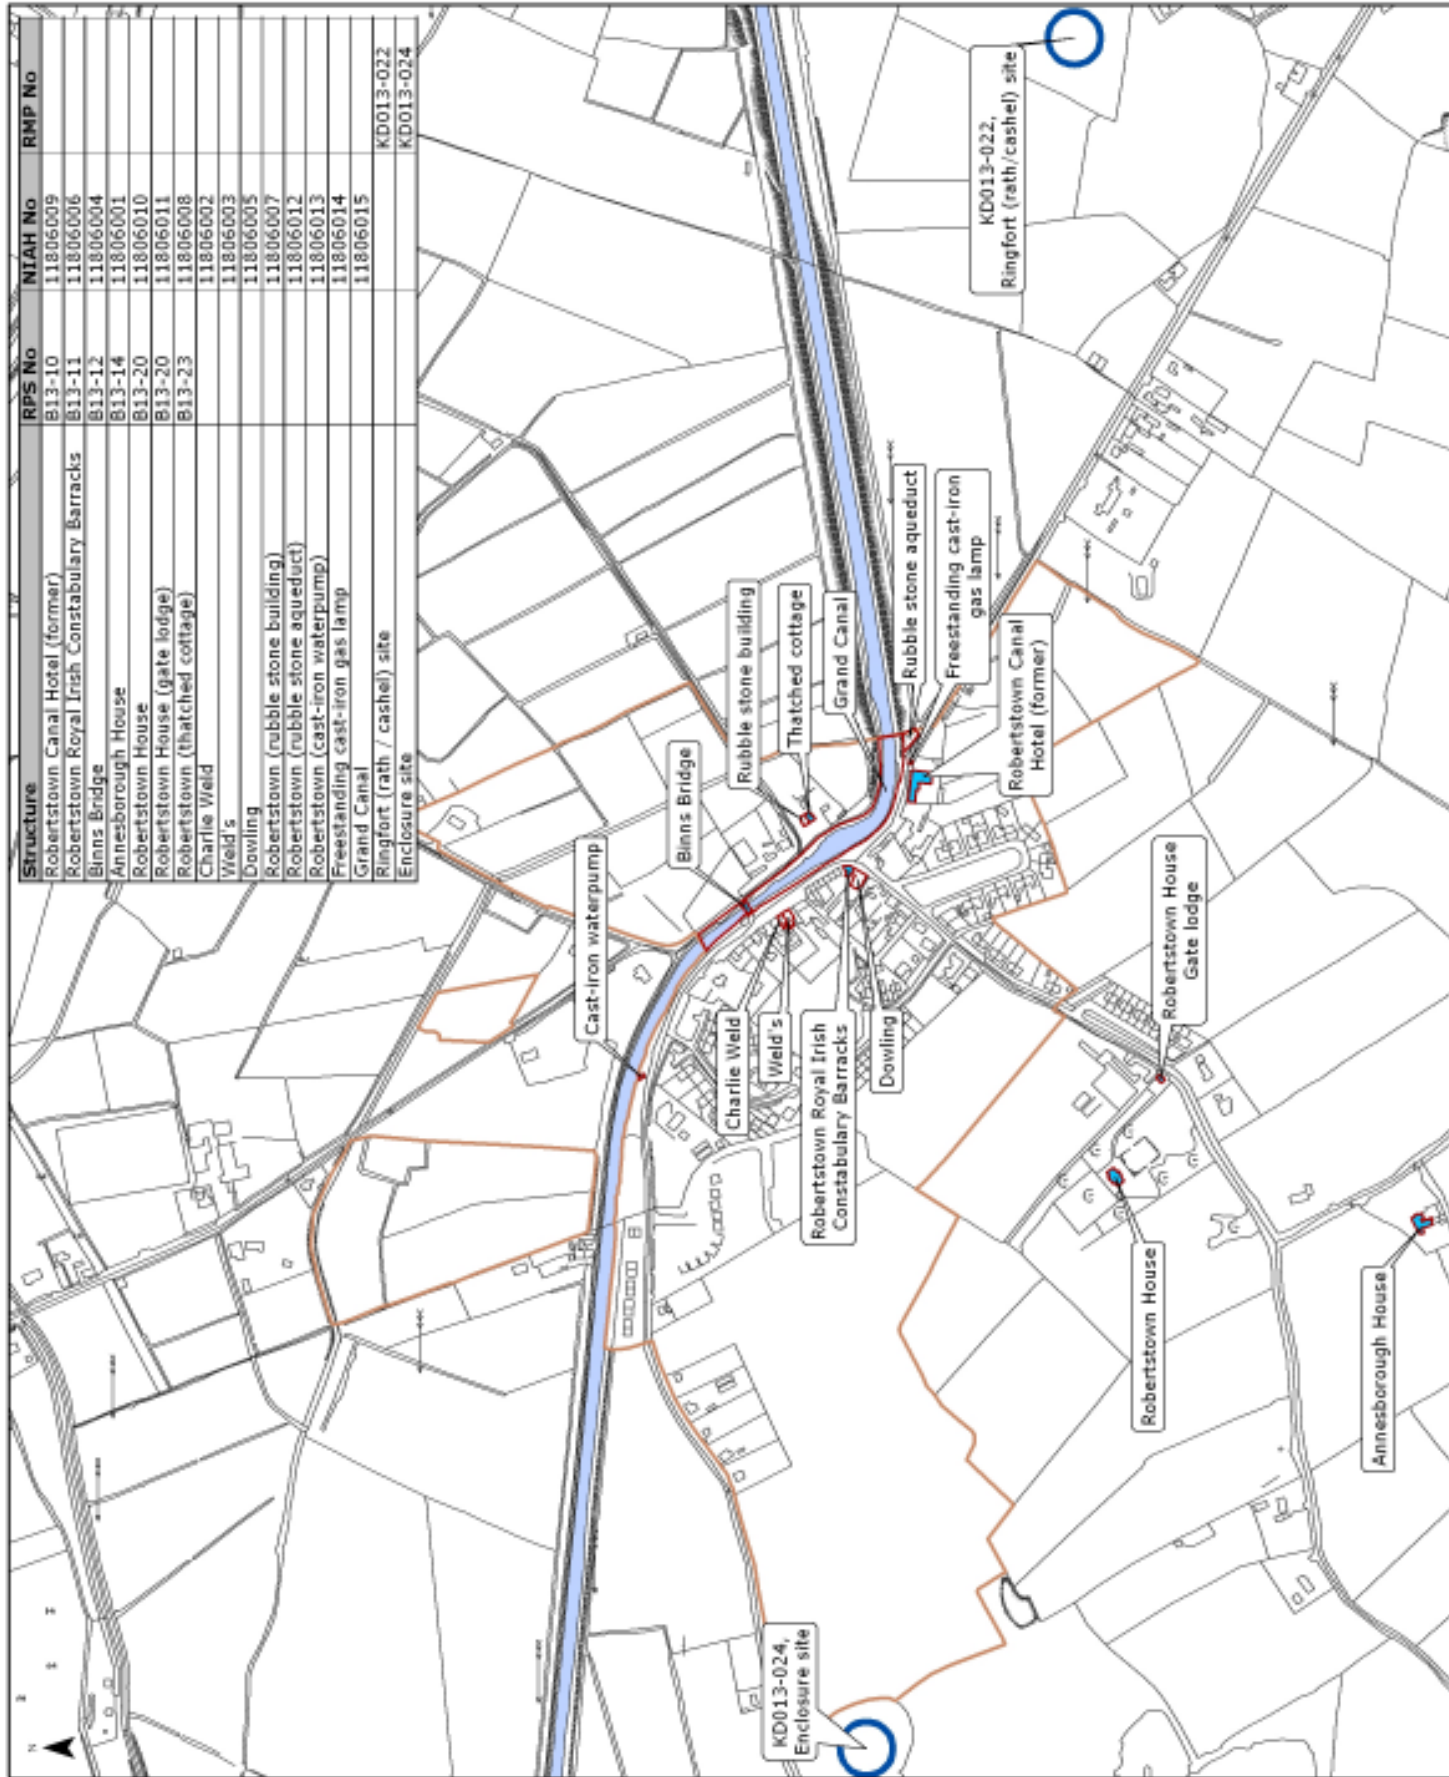 Structure RPS No NIAH No RMP No
Robertstown Canal Hotel (former) B13-10 11806009
Robertstown Royal Irish Constabulary Barracks B13-11 11806006
Binns Bridge B13-12 11806004
Annesborough House B13-14 11806001
Robertstown House B13-20 11806010
Robertstown House (gate lodge) B13-20 11806011
Robertstown (thatched cottage) B13-23 11806008
Charlie Weld 11806002
Weld's 11806003
Dowling 11806005
Robertstown (rubble stone building) 11806007
Robertstown (rubble stone aqueduct) 11806012
Robertstown (cast-iron waterpump) 11806013
Freestanding cast-iron gas lamp 11806014
Grand Canal 11806015
Ringfort (rath / cashel) site KD013-022
Enclosure site KD013-024
N
Cast-iron waterpump
Binns Bridge
Rubble stone building
Thatched cottage
Grand Canal
Rubble stone aqueduct
Freestanding cast-iron
gas lamp
Robertstown Canal
Hotel (former)
KD013-022,
Ringfort (rath/cashel) site
Charlie Weld
Weld's
Robertstown Royal Irish
Constabulary Barracks
Dowling
KD013-024,
Enclosure site
Robertstown House
Gate lodge
Robertstown House
Annesborough House